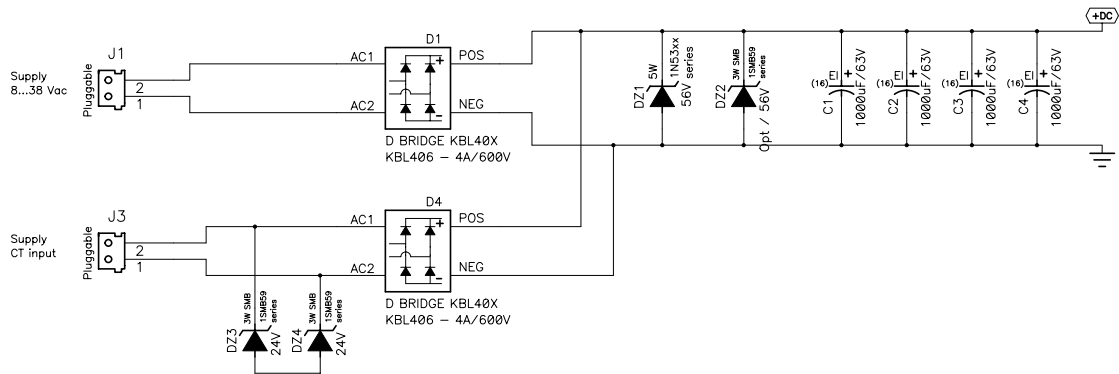 +DC
J1
Supply
8...38 Vac
Pluggable
2
1
AC1
AC2
D1
+
-
POS
NEG
D BRIDGE KBL40X
KBL406 - 4A/600V
DZ1
5W
1N53xx
series
56V
DZ2
3W SMB
1SMB59
series
Opt / 56V
(16)
El
+
C1
1000uF/63V
(16)
El
+
C2
1000uF/63V
(16)
El
+
C3
1000uF/63V
(16)
El
+
C4
1000uF/63V
J3
Supply
CT input
Pluggable
2
1
AC1
AC2
D4
+
-
POS
NEG
D BRIDGE KBL40X
KBL406 - 4A/600V
DZ3
3W SMB
1SMB59
series
24V
DZ4
3W SMB
1SMB59
series
24V